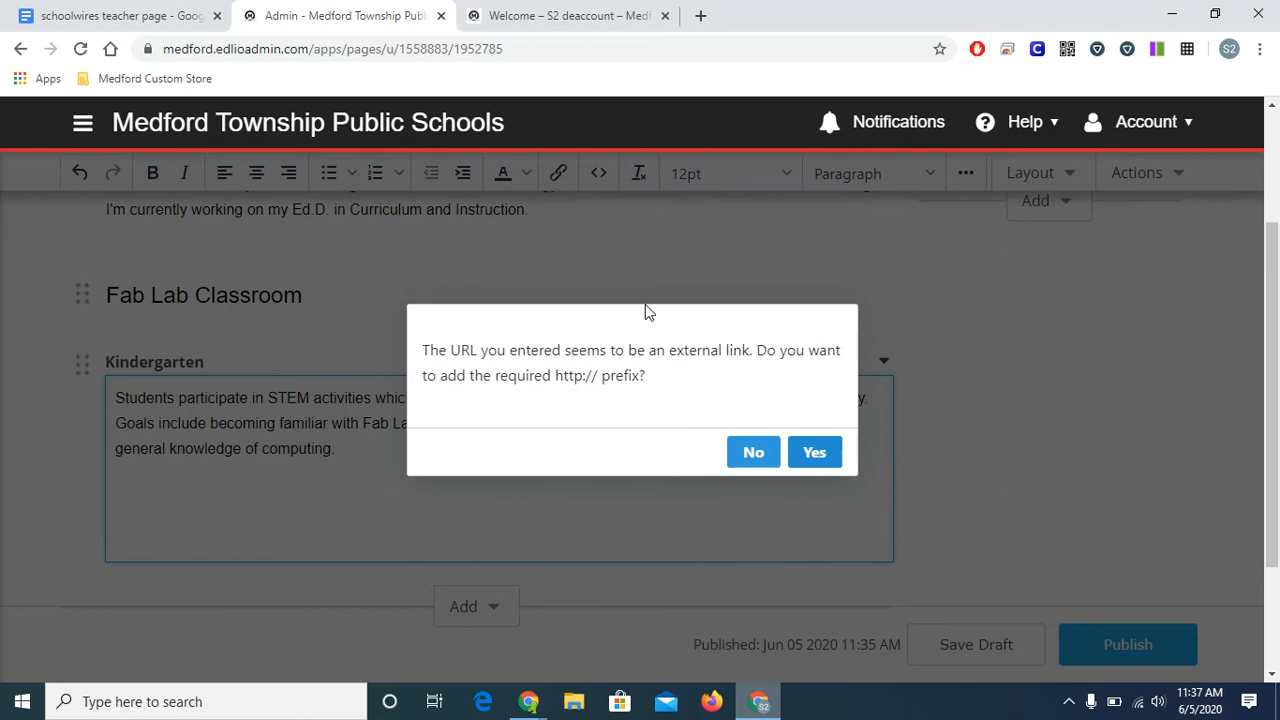 schoolwires teacher page - Goog
Admin - Medford Township Publi
Welcome – S2 deaccount – Medf
medford.edlioadmin.com/apps/pages/u/1558883/1952785
S2
Apps
Medford Custom Store
Medford Township Public Schools
Notifications
Help
Account
B I
A
12pt
Paragraph
Layout
Actions
I'm currently working on my Ed.D. in Curriculum and Instruction.
Add
Fab Lab Classroom
Kindergarten
The URL you entered seems to be an external link. Do you want
to add the required http:// prefix?
No
Yes
Students participate in STEM activities whic
Goals include becoming familiar with Fab La
general knowledge of computing.
Add
Published: Jun 05 2020 11:35 AM
Save Draft
Publish
Type here to search
11:37 AM
6/5/2020